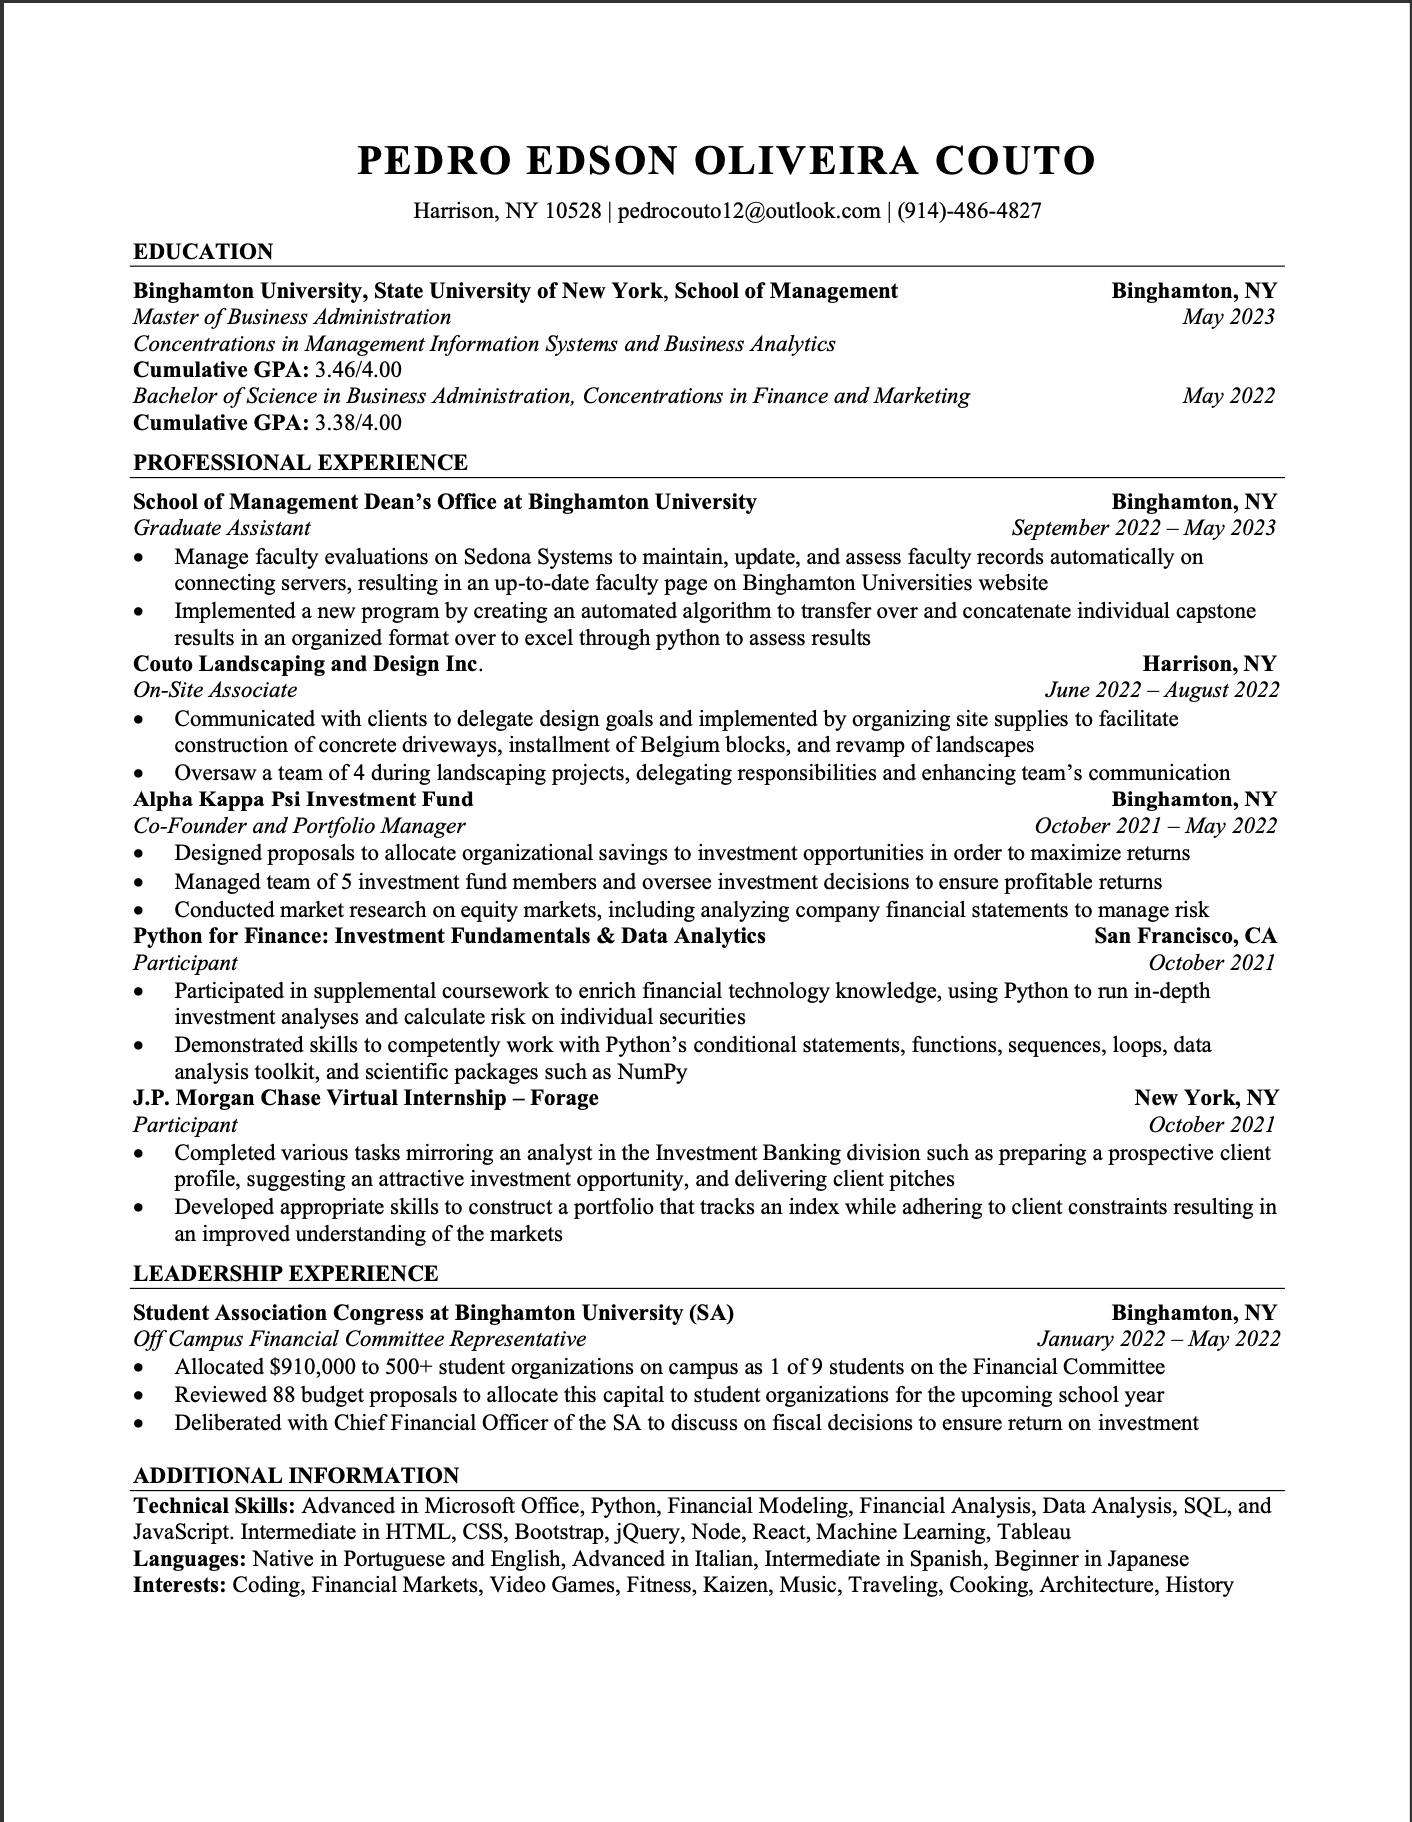 PEDRO EDSON OLIVEIRA COUTO
Harrison, NY 10528 | pedrocouto12@outlook.com | (914)-486-4827
EDUCATION
Binghamton University, State University of New York, School of Management Binghamton, NY
Master of Business Administration May 2023
Concentrations in Management Information Systems and Business Analytics
Cumulative GPA: 3.46/4.00
Bachelor of Science in Business Administration, Concentrations in Finance and Marketing May 2022
Cumulative GPA: 3.38/4.00
PROFESSIONAL EXPERIENCE
School of Management Dean’s Office at Binghamton University Binghamton, NY
Graduate Assistant September 2022 – May 2023
• Manage faculty evaluations on Sedona Systems to maintain, update, and assess faculty records automatically on
connecting servers, resulting in an up-to-date faculty page on Binghamton Universities website
• Implemented a new program by creating an automated algorithm to transfer over and concatenate individual capstone
results in an organized format over to excel through python to assess results
Couto Landscaping and Design Inc. Harrison, NY
On-Site Associate June 2022 – August 2022
• Communicated with clients to delegate design goals and implemented by organizing site supplies to facilitate
construction of concrete driveways, installment of Belgium blocks, and revamp of landscapes
• Oversaw a team of 4 during landscaping projects, delegating responsibilities and enhancing team’s communication
Alpha Kappa Psi Investment Fund Binghamton, NY
Co-Founder and Portfolio Manager October 2021 – May 2022
• Designed proposals to allocate organizational savings to investment opportunities in order to maximize returns
• Managed team of 5 investment fund members and oversee investment decisions to ensure profitable returns
• Conducted market research on equity markets, including analyzing company financial statements to manage risk
Python for Finance: Investment Fundamentals & Data Analytics San Francisco, CA
Participant October 2021
• Participated in supplemental coursework to enrich financial technology knowledge, using Python to run in-depth
investment analyses and calculate risk on individual securities
• Demonstrated skills to competently work with Python’s conditional statements, functions, sequences, loops, data
analysis toolkit, and scientific packages such as NumPy
J.P. Morgan Chase Virtual Internship – Forage New York, NY
Participant October 2021
• Completed various tasks mirroring an analyst in the Investment Banking division such as preparing a prospective client
profile, suggesting an attractive investment opportunity, and delivering client pitches
• Developed appropriate skills to construct a portfolio that tracks an index while adhering to client constraints resulting in
an improved understanding of the markets
LEADERSHIP EXPERIENCE
Student Association Congress at Binghamton University (SA) Binghamton, NY
Off Campus Financial Committee Representative January 2022 – May 2022
• Allocated $910,000 to 500+ student organizations on campus as 1 of 9 students on the Financial Committee
• Reviewed 88 budget proposals to allocate this capital to student organizations for the upcoming school year
• Deliberated with Chief Financial Officer of the SA to discuss on fiscal decisions to ensure return on investment
ADDITIONAL INFORMATION
Technical Skills: Advanced in Microsoft Office, Python, Financial Modeling, Financial Analysis, Data Analysis, SQL, and
JavaScript. Intermediate in HTML, CSS, Bootstrap, jQuery, Node, React, Machine Learning, Tableau
Languages: Native in Portuguese and English, Advanced in Italian, Intermediate in Spanish, Beginner in Japanese
Interests: Coding, Financial Markets, Video Games, Fitness, Kaizen, Music, Traveling, Cooking, Architecture, History